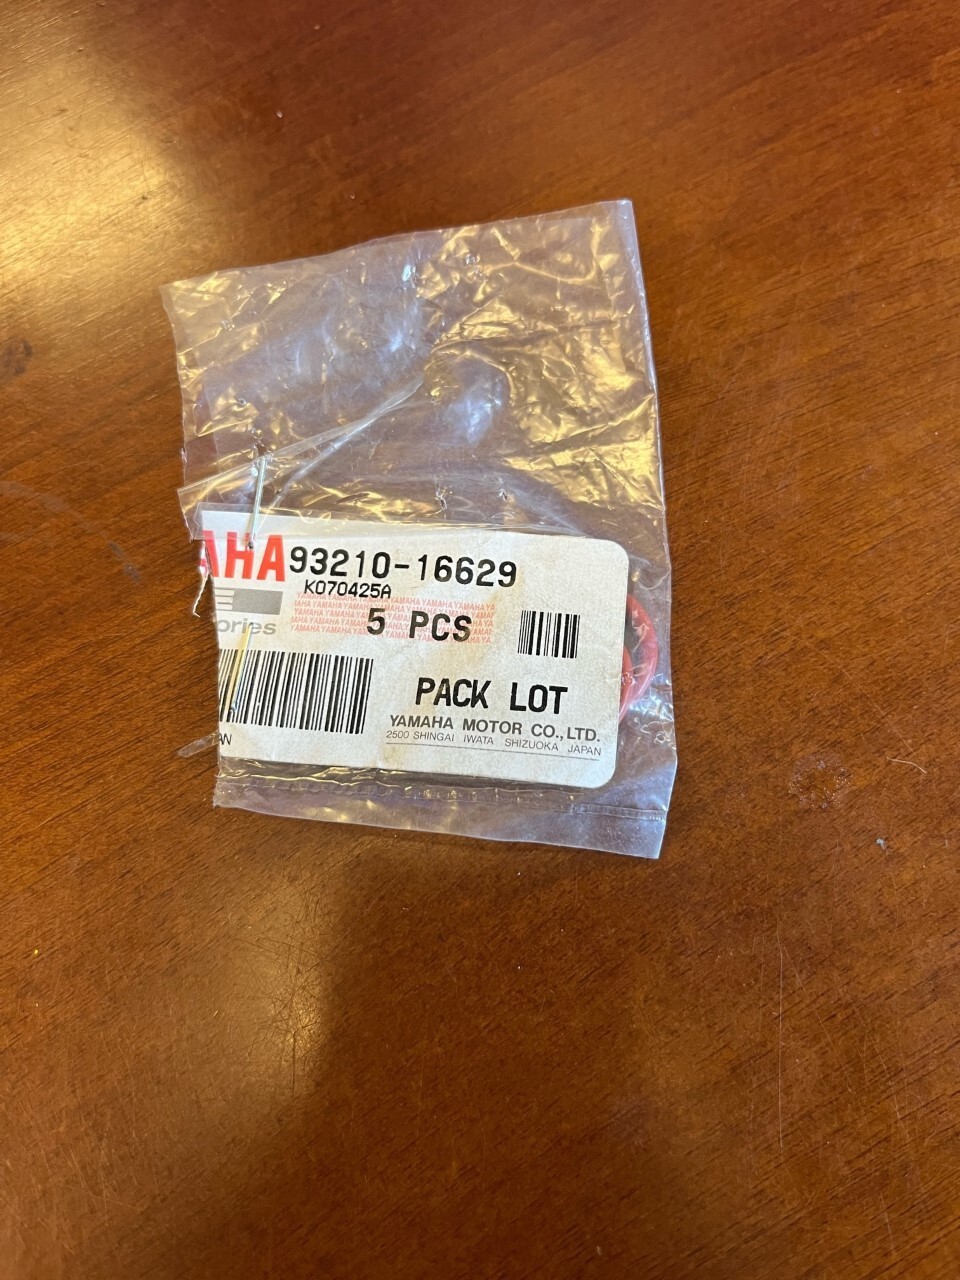 AHA 93210-16629
K070425A
5 PCS
ories
PACK LOT
YAMAHA MOTOR CO.,LTD.
2500 SHINGAI IWATA SHIZUOKA JAPAN